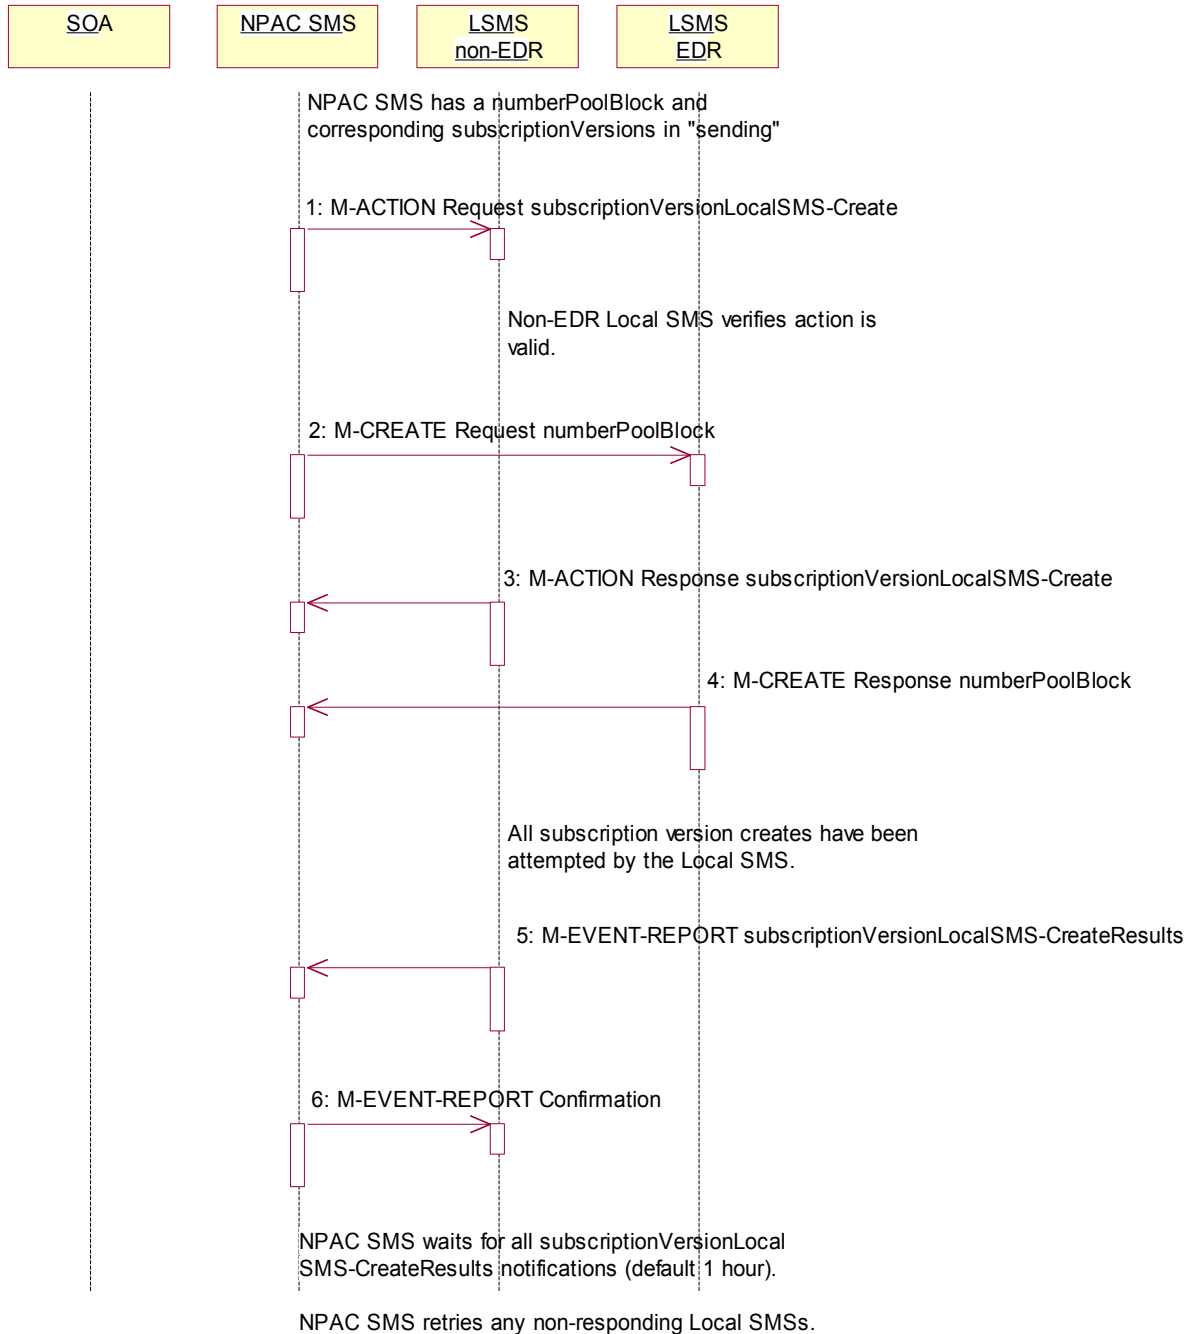 SOA
NPAC SMS
LSMS
non-EDR
LSMS
EDR
NPAC SMS has a numberPoolBlock and
corresponding subscriptionVersions in "sending"
1: M-ACTION Request subscriptionVersionLocalSMS-Create
Non-EDR Local SMS verifies action is
valid.
2: M-CREATE Request numberPoolBlock
3: M-ACTION Response subscriptionVersionLocalSMS-Create
4: M-CREATE Response numberPoolBlock
All subscription version creates have been
attempted by the Local SMS.
5: M-EVENT-REPORT subscriptionVersionLocalSMS-CreateResults
6: M-EVENT-REPORT Confirmation
NPAC SMS waits for all subscriptionVersionLocal
SMS-CreateResults notifications (default 1 hour).
NPAC SMS retries any non-responding Local SMSs.